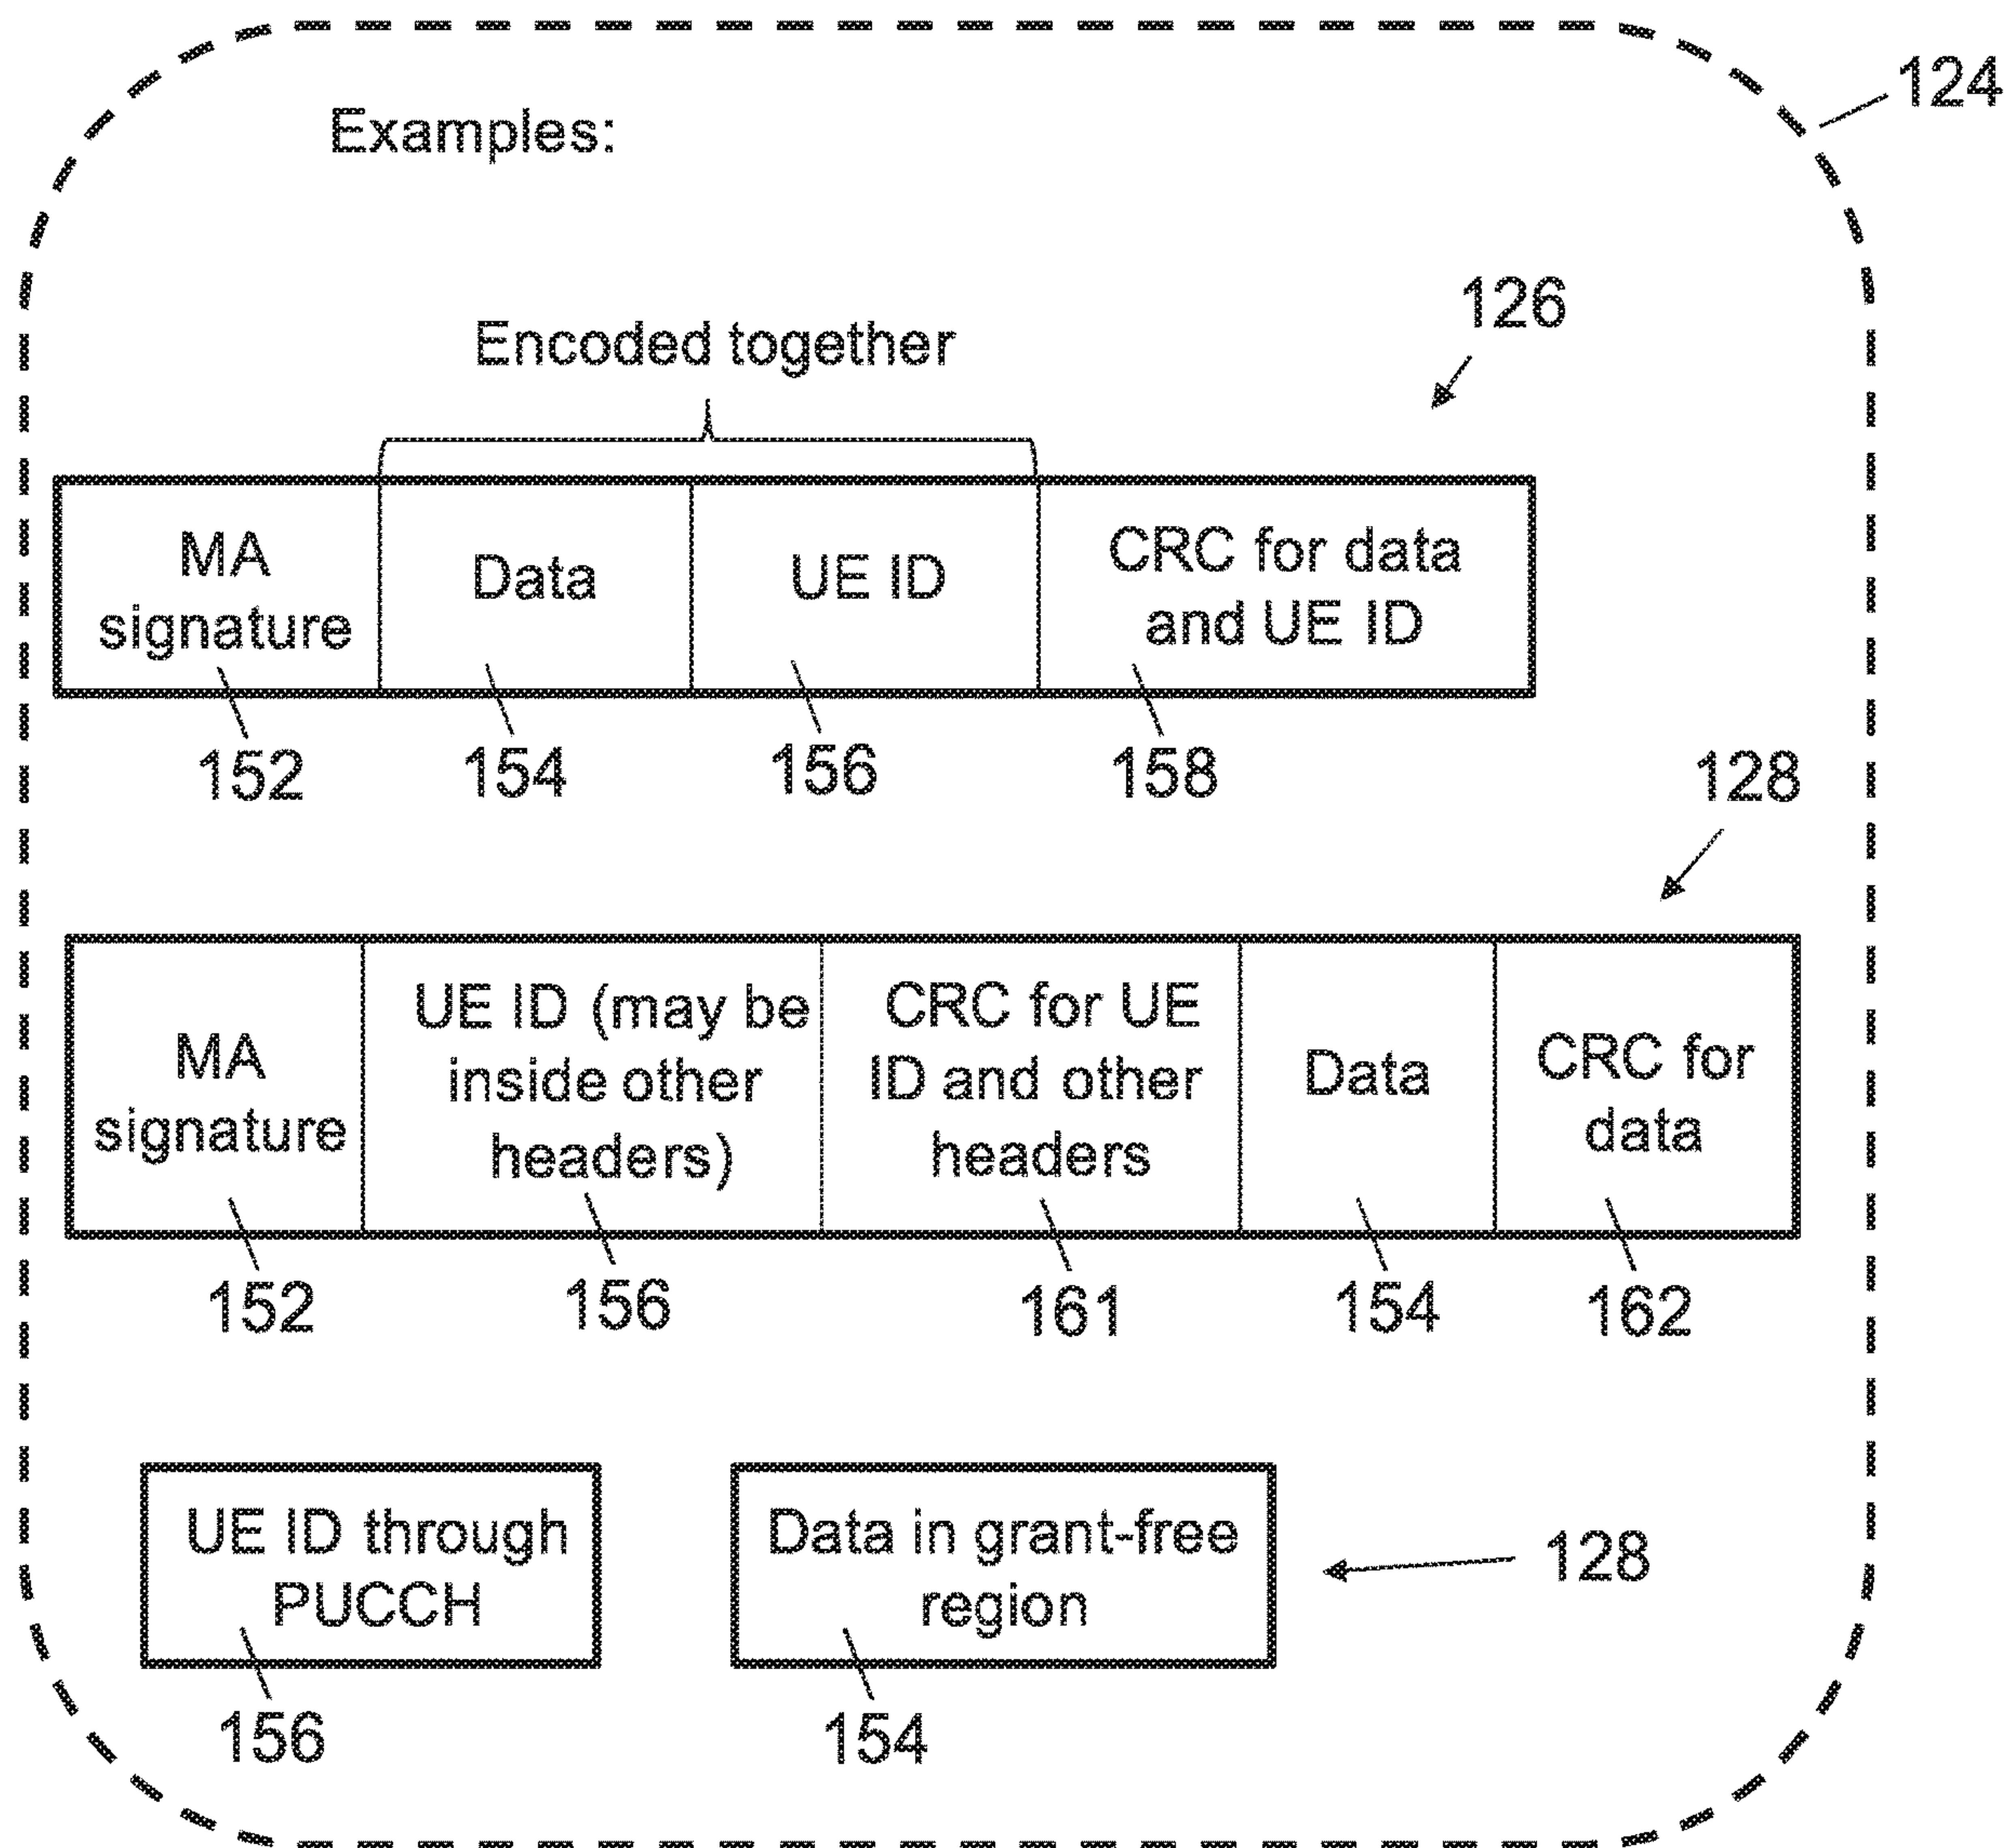 124
Examples:
126
Encoded together
MA
signature
Data
UE ID
CRC for data
and UE ID
152
154
156
158
128
MA
signature
UE ID (may be
inside other
headers)
CRC for UE
ID and other
headers
Data
CRC for
data
152
156
161
154
162
UE ID through
PUCCH
Data in grant-free
region
128
156
154